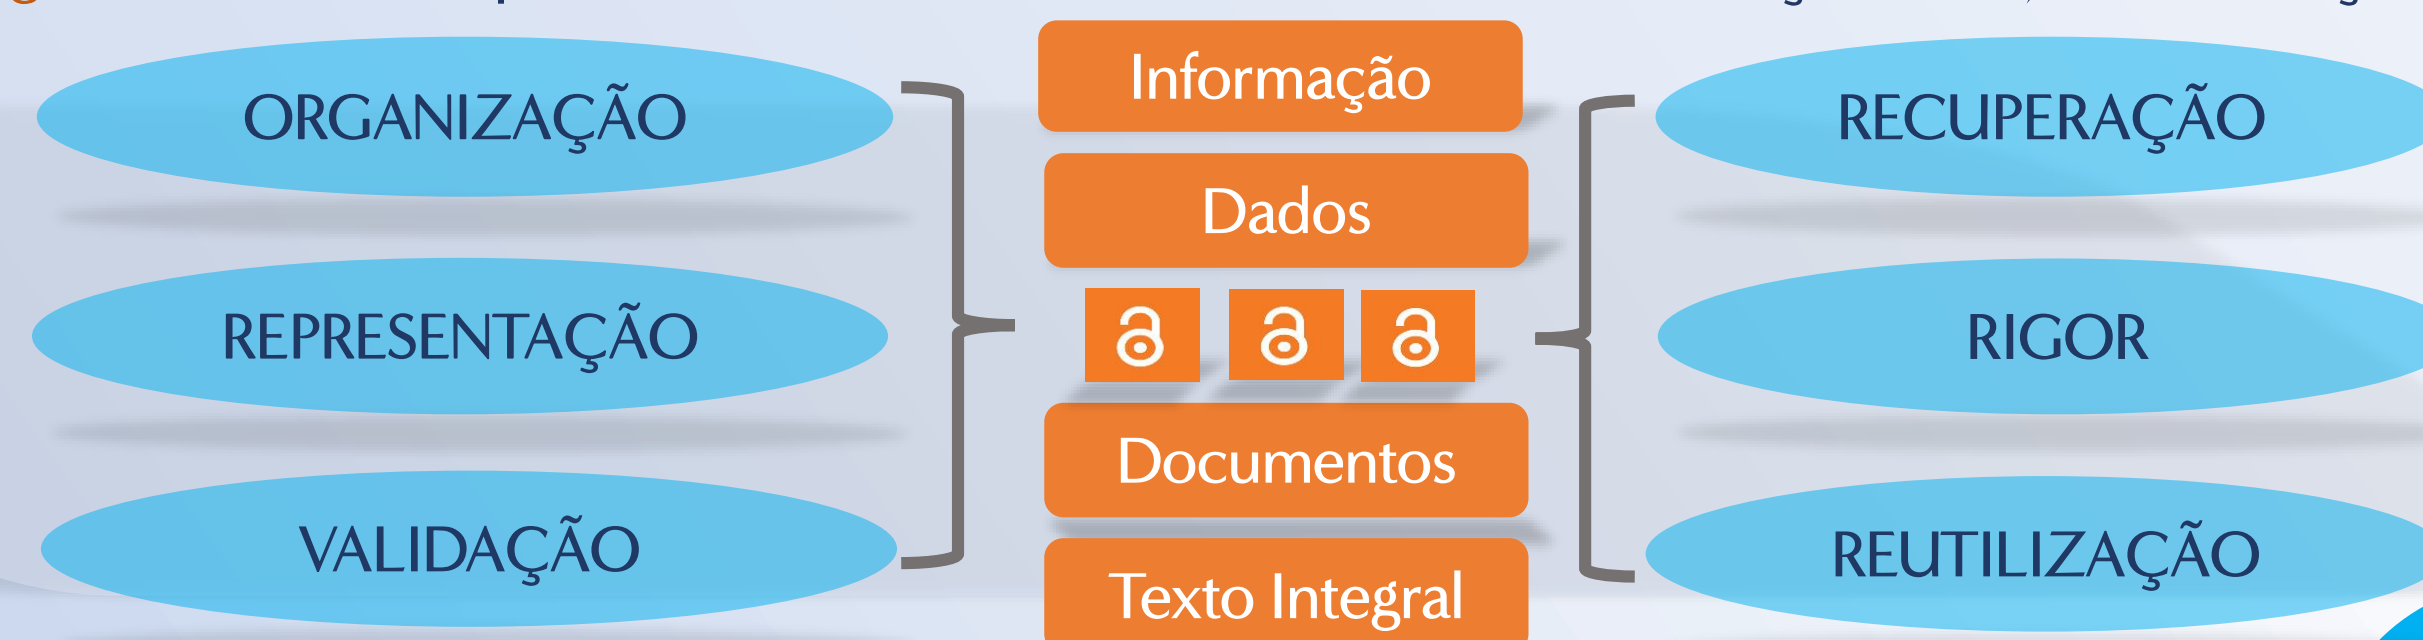 ORGANIZAÇÃO
REPRESENTAÇÃO
VALIDAÇÃO
Informação
Dados
Documentos
Texto Integral
RECUPERAÇÃO
RIGOR
REUTILIZAÇÃO